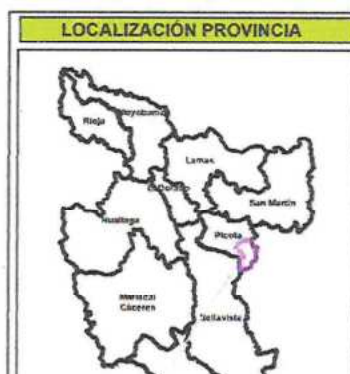 LOCALIZACIÓN PROVINCIA
Moyobamba
Rioja
Lamas
El Dorado
San Martín
Huallaga
Picota
Mariscal
Cáceres
Bellavista